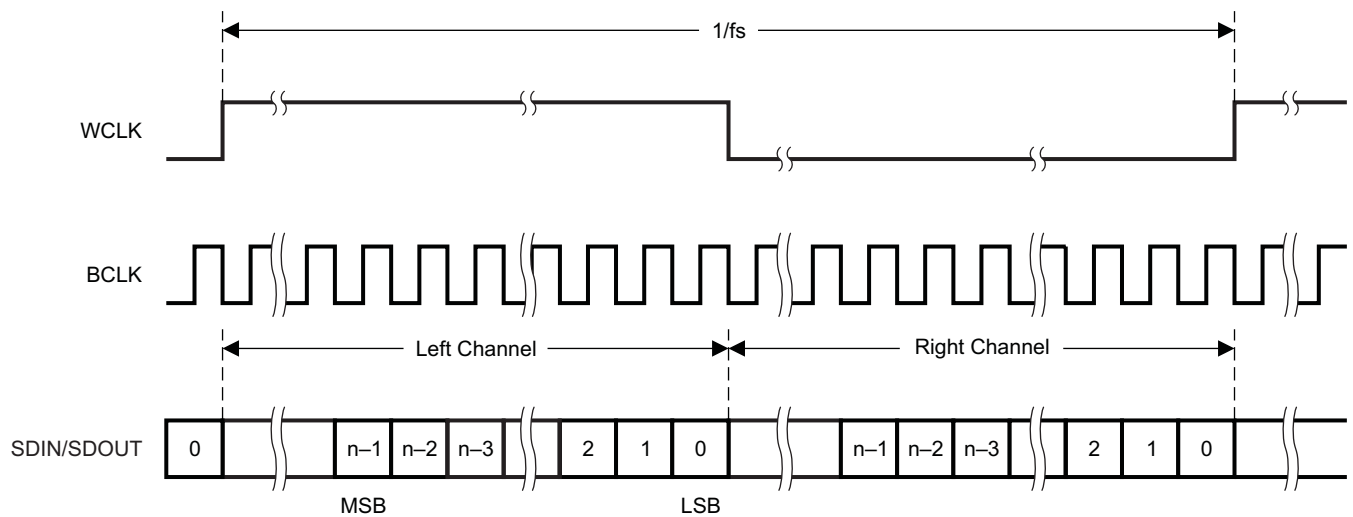 1/fs
WCLK
BCLK
Left Channel
Right Channel
SDIN/SDOUT
0
n–1
n–2
n–3
2
1
0
n–1
n–2
n–3
2
1
0
MSB
LSB